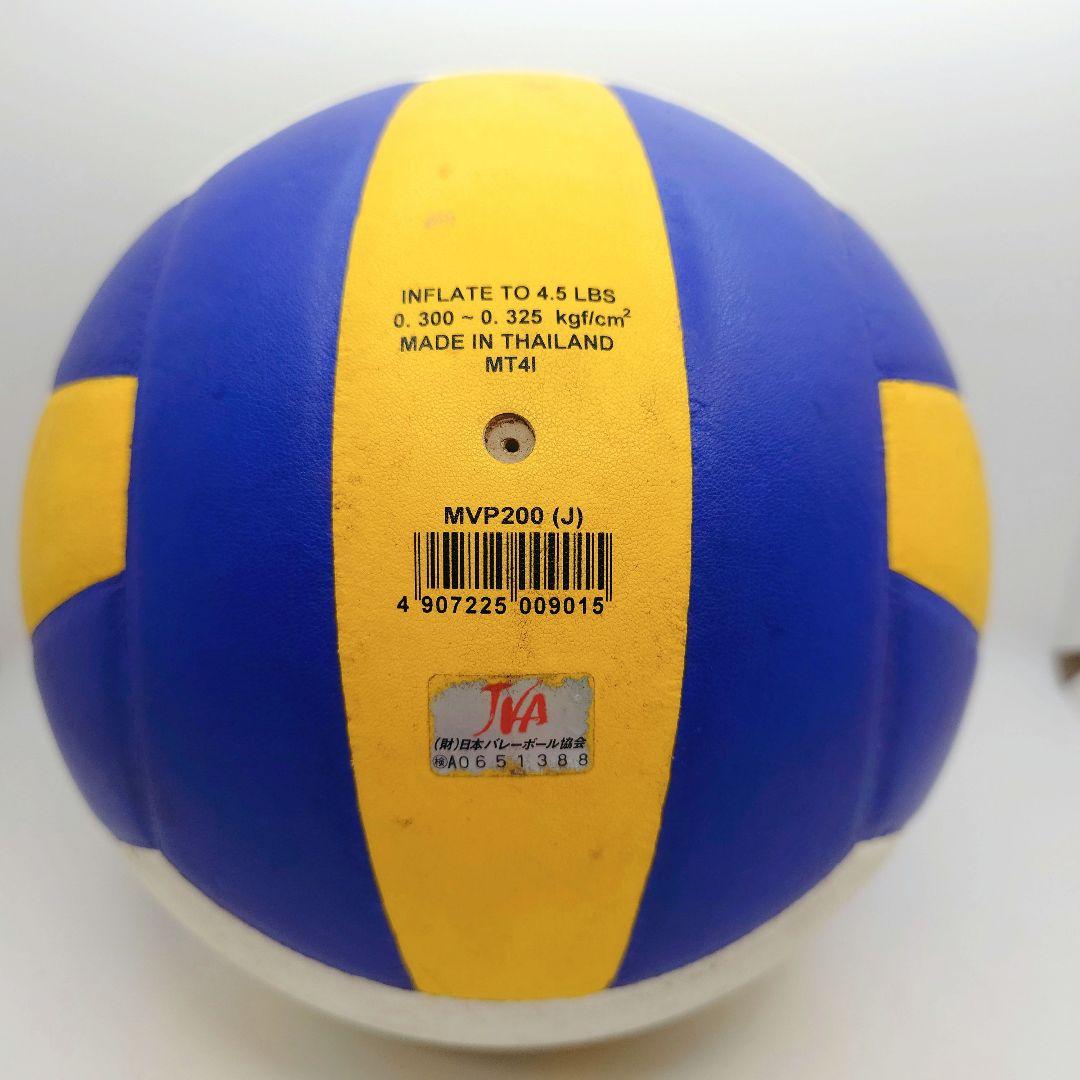 INFLATE TO 4.5 LBS
0. 300 ~ 0. 325 kgf/cm²
MADE IN THAILAND
MT4I
MVP200 (J)
4 907225 009015
JVA
(財)日本バレーボール協会
検A0651388